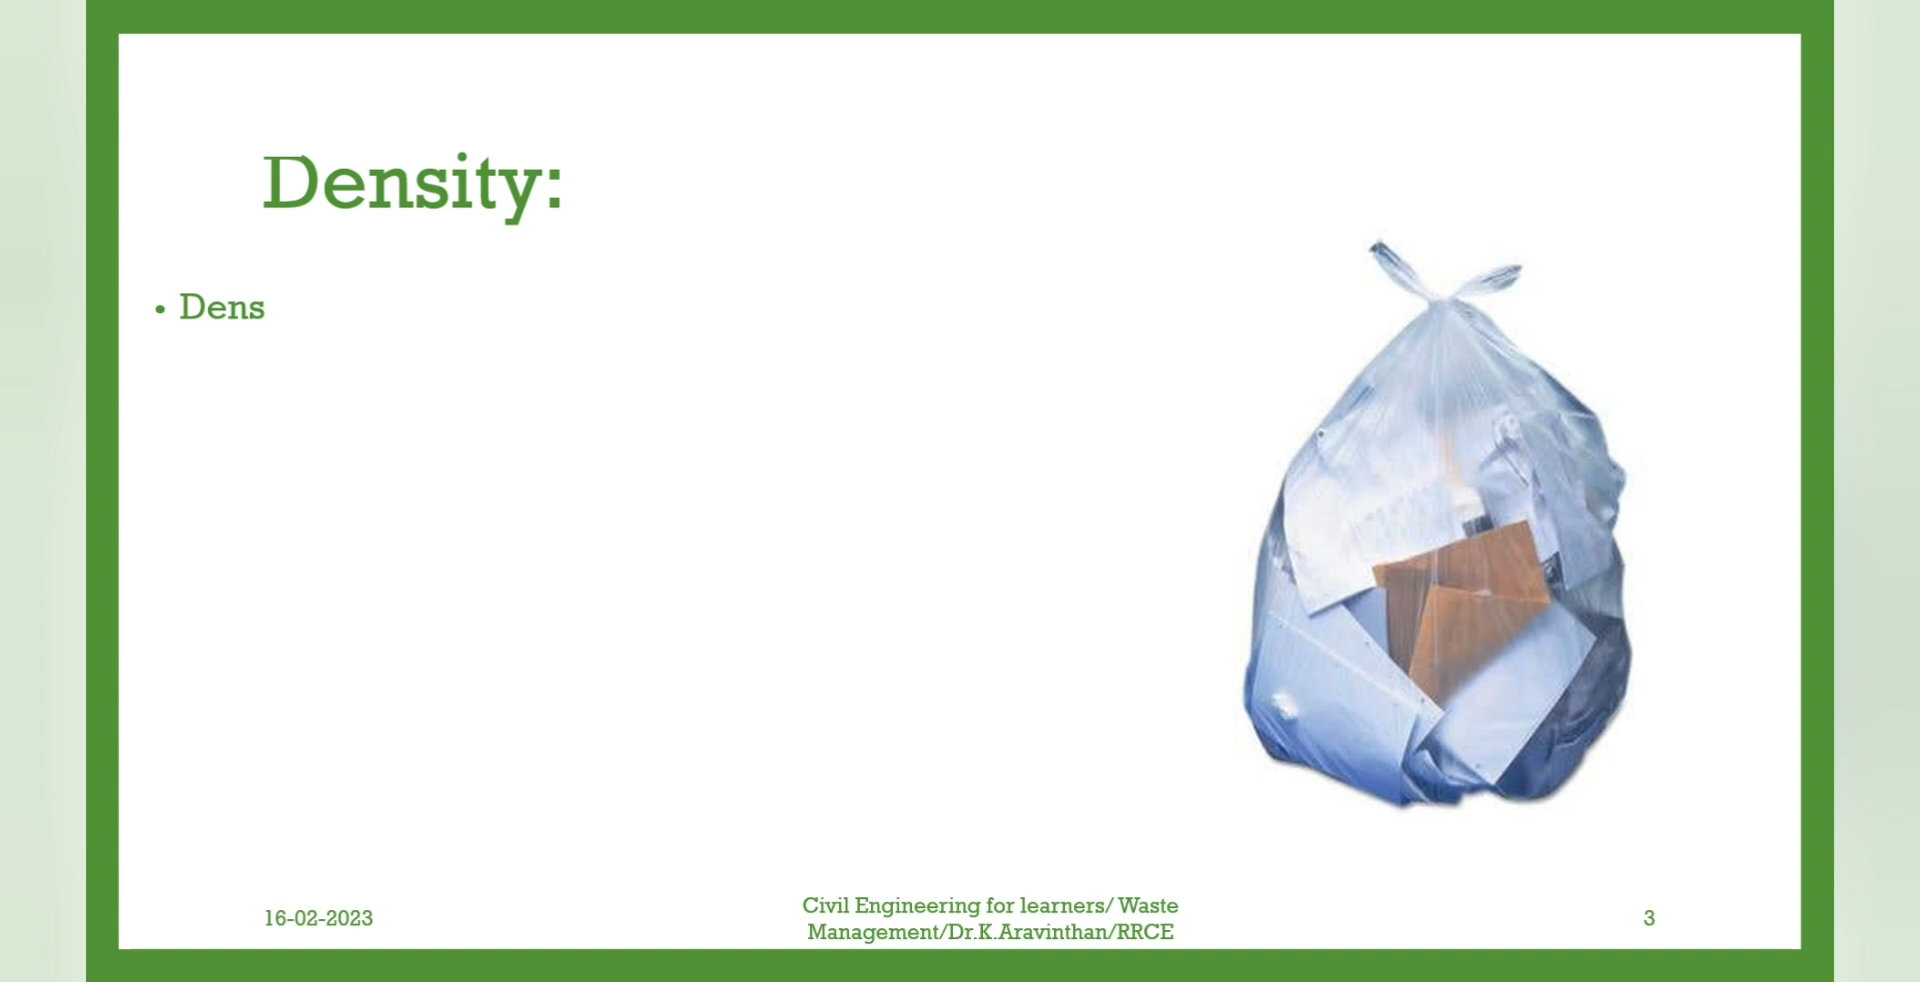 Density:
• Dens
16-02-2023
Civil Engineering for learners/ Waste
Management/Dr.K.Aravinthan/RRCE
3